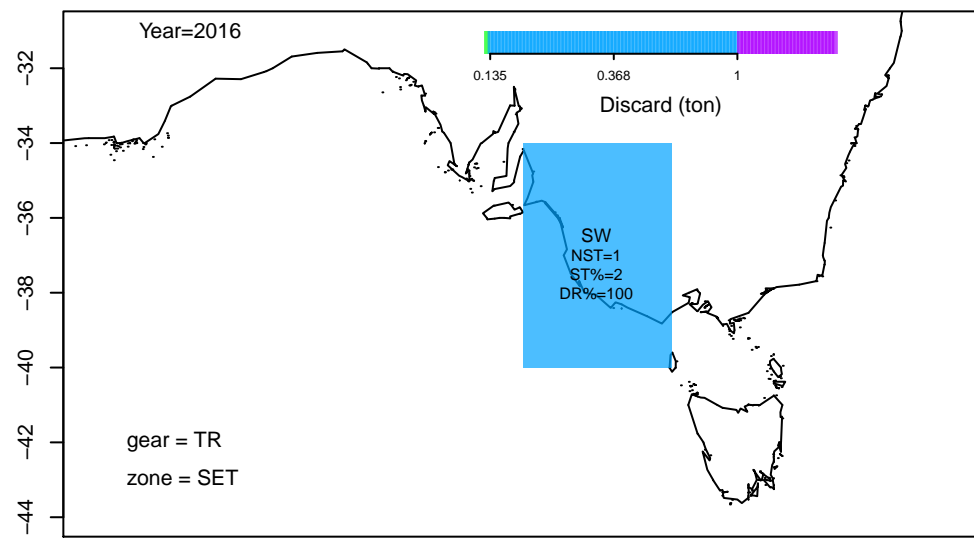 Year=2016
0.135 0.368 1
Discard (ton)
−32
−34
−36
−38
−40
−42
−44
SW
NST=1
ST%=2
DR%=100
gear = TR
zone = SET